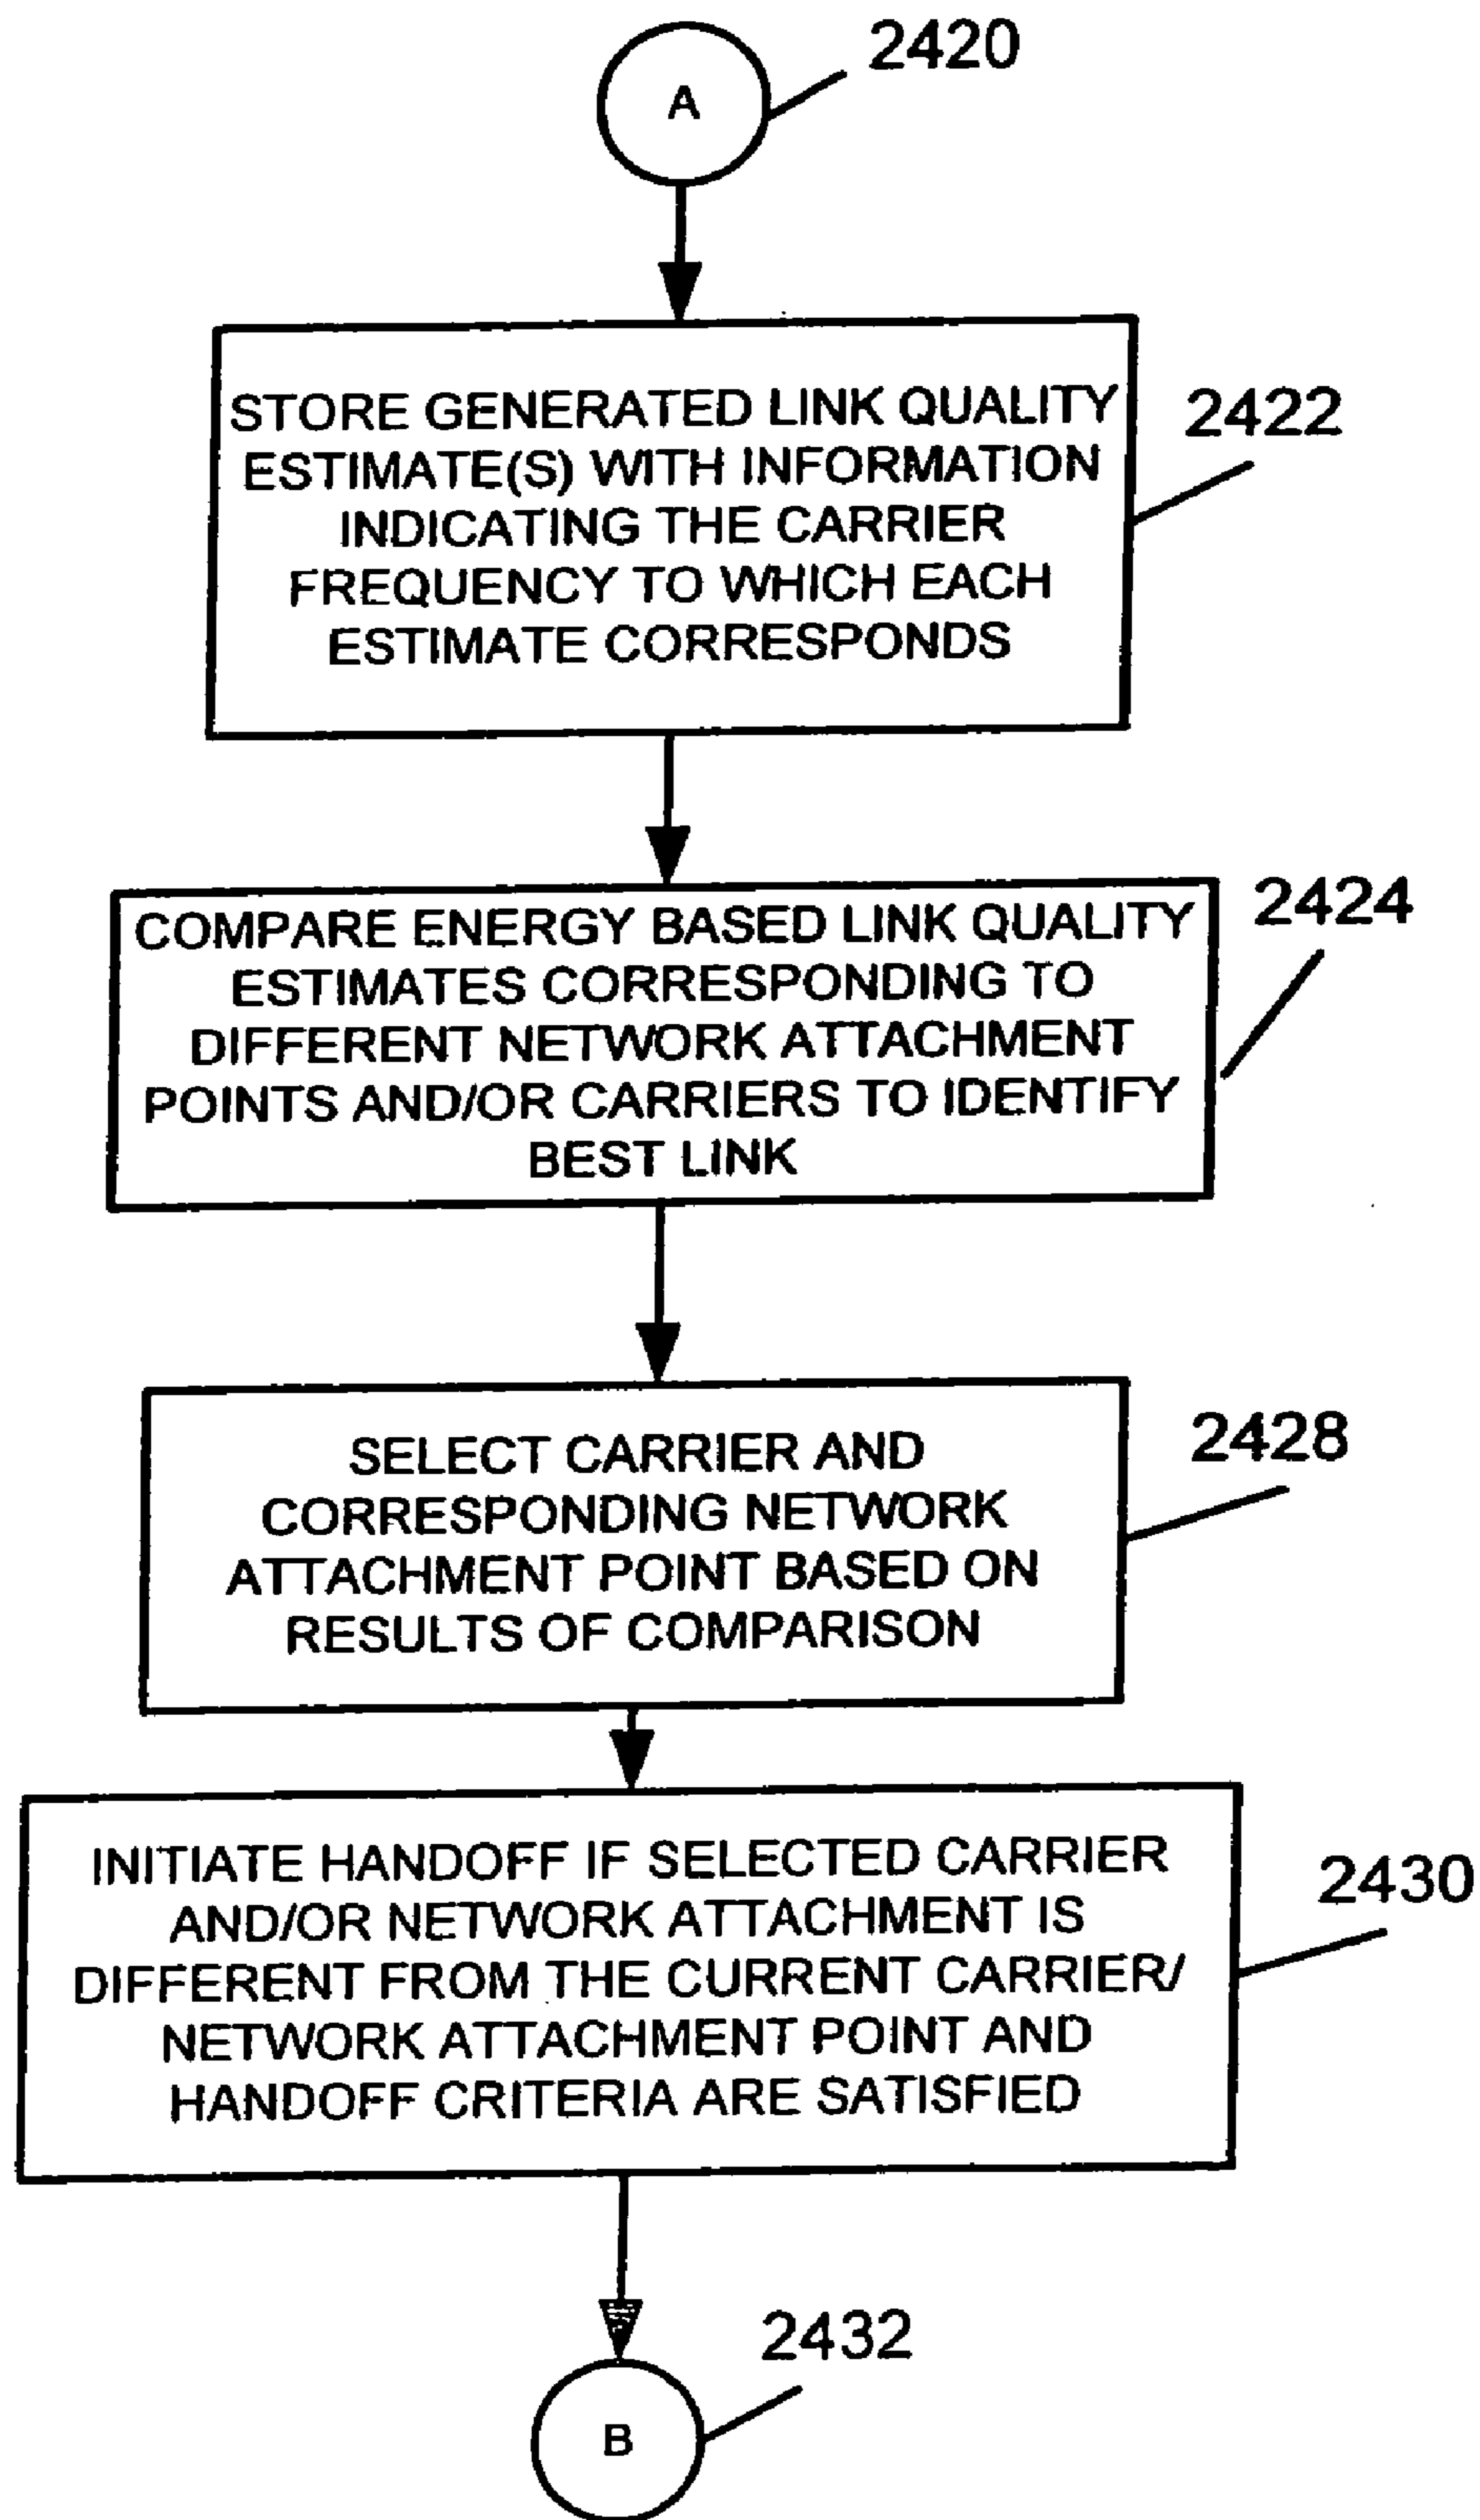 A
2420
STORE GENERATED LINK QUALITY
ESTIMATE(S) WITH INFORMATION
INDICATING THE CARRIER
FREQUENCY TO WHICH EACH
ESTIMATE CORRESPONDS
2422
COMPARE ENERGY BASED LINK QUALITY
ESTIMATES CORRESPONDING TO
DIFFERENT NETWORK ATTACHMENT
POINTS AND/OR CARRIERS TO IDENTIFY
BEST LINK
2424
SELECT CARRIER AND
CORRESPONDING NETWORK
ATTACHMENT POINT BASED ON
RESULTS OF COMPARISON
2428
INITIATE HANDOFF IF SELECTED CARRIER
AND/OR NETWORK ATTACHMENT IS
DIFFERENT FROM THE CURRENT CARRIER/
NETWORK ATTACHMENT POINT AND
HANDOFF CRITERIA ARE SATISFIED
2430
2432
B